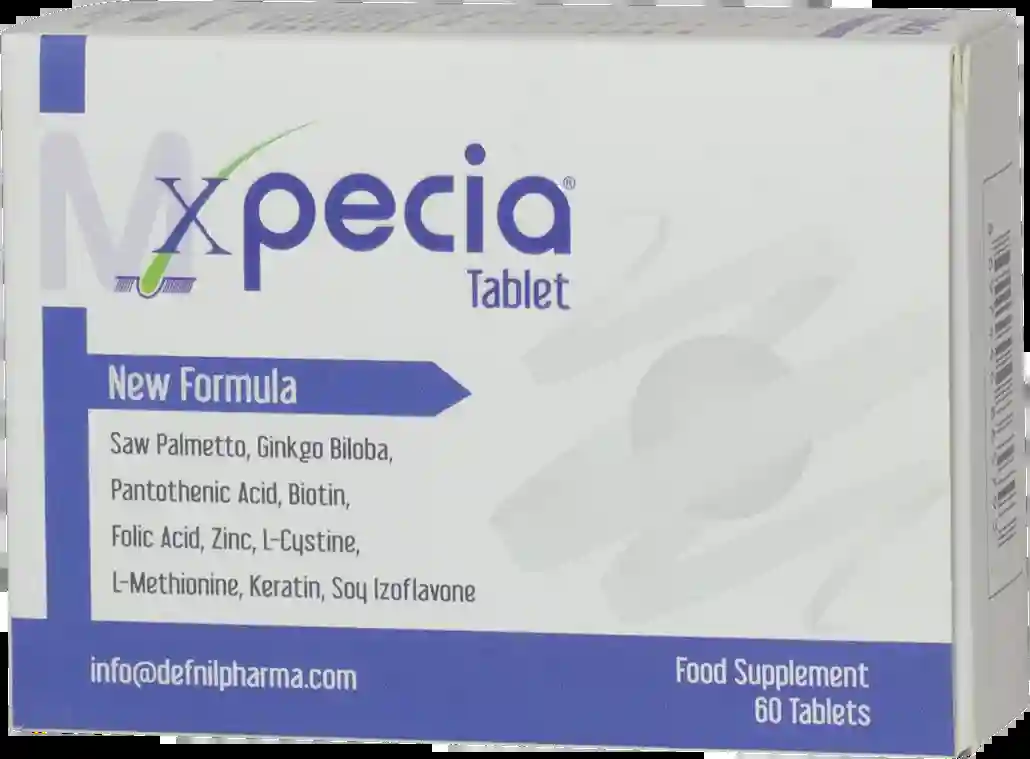 Mxpecia®
Tablet
New Formula
Saw Palmetto, Ginkgo Biloba,
Pantothenic Acid, Biotin,
Folic Acid, Zinc, L-Cystine,
L-Methionine, Keratin, Soy Izoflavone
info@defnilpharma.com
Food Supplement
60 Tablets